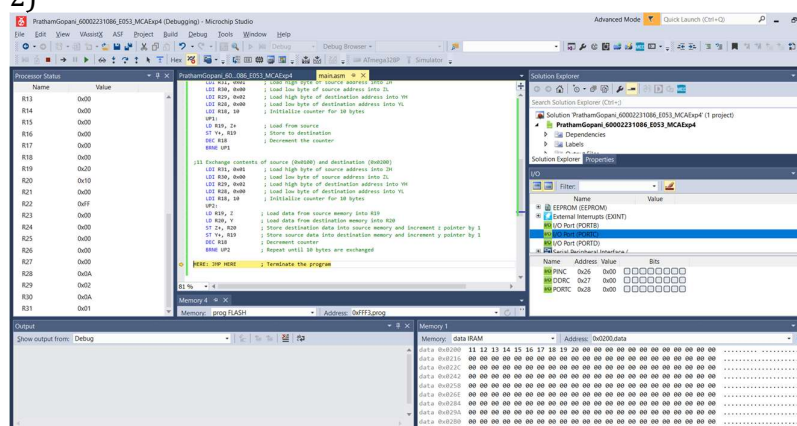 2)
PrathamGopani_60002231086_E053_MCAExp4 (Debugging) - Microchip Studio
Advanced Mode
Quick Launch (Ctrl+Q)
File Edit View VAssistX ASF Project Build Debug Tools Window Help
Debug
Debug Browser
Hex
ATmega128P
Simulator
Processor Status
Name Value
R13 0x00
R14 0x00
R15 0x00
R16 0x00
R17 0x00
R18 0x00
R19 0x20
R20 0x10
R21 0x00
R22 0xFF
R23 0x00
R24 0x00
R25 0x00
R26 0x00
R27 0x00
R28 0x0A
R29 0x02
R30 0x0A
R31 0x01
PrathamGopani_60...086_E053_MCAExp4 main.asm
LDI R31, 0x01 ; Load high byte of source address into ZH
LDI R30, 0x00 ; Load low byte of source address into ZL
LDI R29, 0x02 ; Load high byte of destination address into YH
LDI R28, 0x00 ; Load low byte of destination address into YL
LDI R18, 10 ; Initialize counter for 10 bytes
UP1:
LD R19, Z+ ; Load from source
ST Y+, R19 ; Store to destination
DEC R18 ; Decrement the counter
BRNE UP1
;11 Exchange contents of source (0x0100) and destination (0x0200)
LDI R31, 0x01 ; Load high byte of source address into ZH
LDI R30, 0x00 ; Load low byte of source address into ZL
LDI R29, 0x02 ; Load high byte of destination address into YH
LDI R28, 0x00 ; Load low byte of destination address into YL
LDI R18, 10 ; Initialize counter for 10 bytes
UP2:
LD R19, Z ; Load data from source memory into R19
LD R20, Y ; Load data from destination memory into R20
ST Z+, R20 ; Store destination data into source memory and increment z pointer by 1
ST Y+, R19 ; Store source data into destination memory and increment y pointer by 1
DEC R18 ; Decrement counter
BRNE UP2 ; Repeat until 10 bytes are exchanged
HERE: JMP HERE ; Terminate the program
81 %
Memory 4
Memory: prog FLASH Address: 0xFFF3,prog
Solution Explorer
Search Solution Explorer (Ctrl+;)
Solution 'PrathamGopani_60002231086_E053_MCAExp4' (1 project)
PrathamGopani_60002231086_E053_MCAExp4
Dependencies
Labels
Solution Explorer Properties
I/O
Filter:
Name Value
EEPROM (EEPROM)
External Interrupts (EXINT)
I/O Port (PORTB)
I/O Port (PORTC)
I/O Port (PORTD)
Name Address Value Bits
PINC 0x26 0x00
DDRC 0x27 0x00
PORTC 0x28 0x00
Output
Show output from: Debug
Memory 1
Memory: data IRAM Address: 0x0200,data
data 0x0200 11 12 13 14 15 16 17 18 19 20 00 00 00 00 00 00 00 00 00 00 00 00
data 0x0216 00 00 00 00 00 00 00 00 00 00 00 00 00 00 00 00 00 00 00 00 00 00
data 0x022C 00 00 00 00 00 00 00 00 00 00 00 00 00 00 00 00 00 00 00 00 00 00
data 0x0242 00 00 00 00 00 00 00 00 00 00 00 00 00 00 00 00 00 00 00 00 00 00
data 0x0258 00 00 00 00 00 00 00 00 00 00 00 00 00 00 00 00 00 00 00 00 00 00
data 0x026E 00 00 00 00 00 00 00 00 00 00 00 00 00 00 00 00 00 00 00 00 00 00
data 0x0284 00 00 00 00 00 00 00 00 00 00 00 00 00 00 00 00 00 00 00 00 00 00
data 0x029A 00 00 00 00 00 00 00 00 00 00 00 00 00 00 00 00 00 00 00 00 00 00
data 0x02B0 00 00 00 00 00 00 00 00 00 00 00 00 00 00 00 00 00 00 00 00 00 00